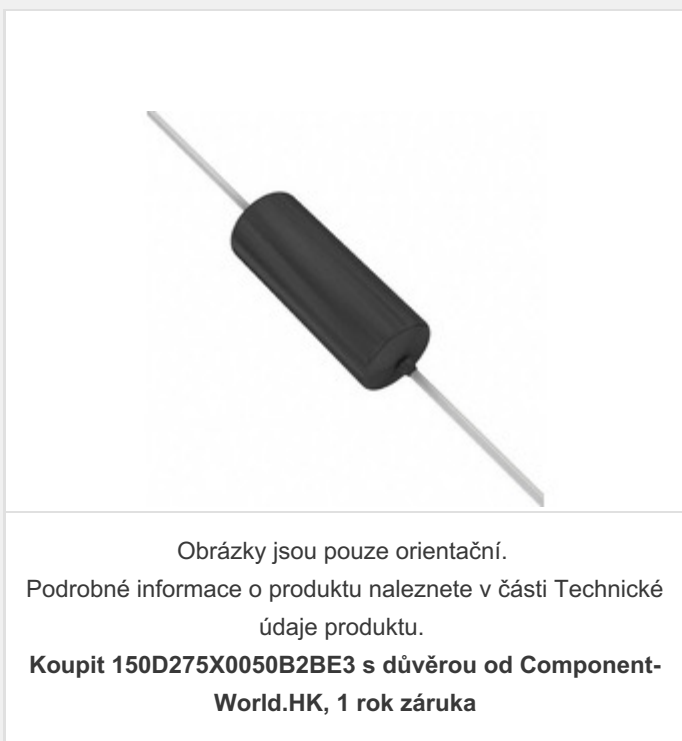 Obrázky jsou pouze orientační.
Podrobné informace o produktu naleznete v části Technické
údaje produktu.
Koupit 150D275X0050B2BE3 s důvěrou od Component-
World.HK, 1 rok záruka